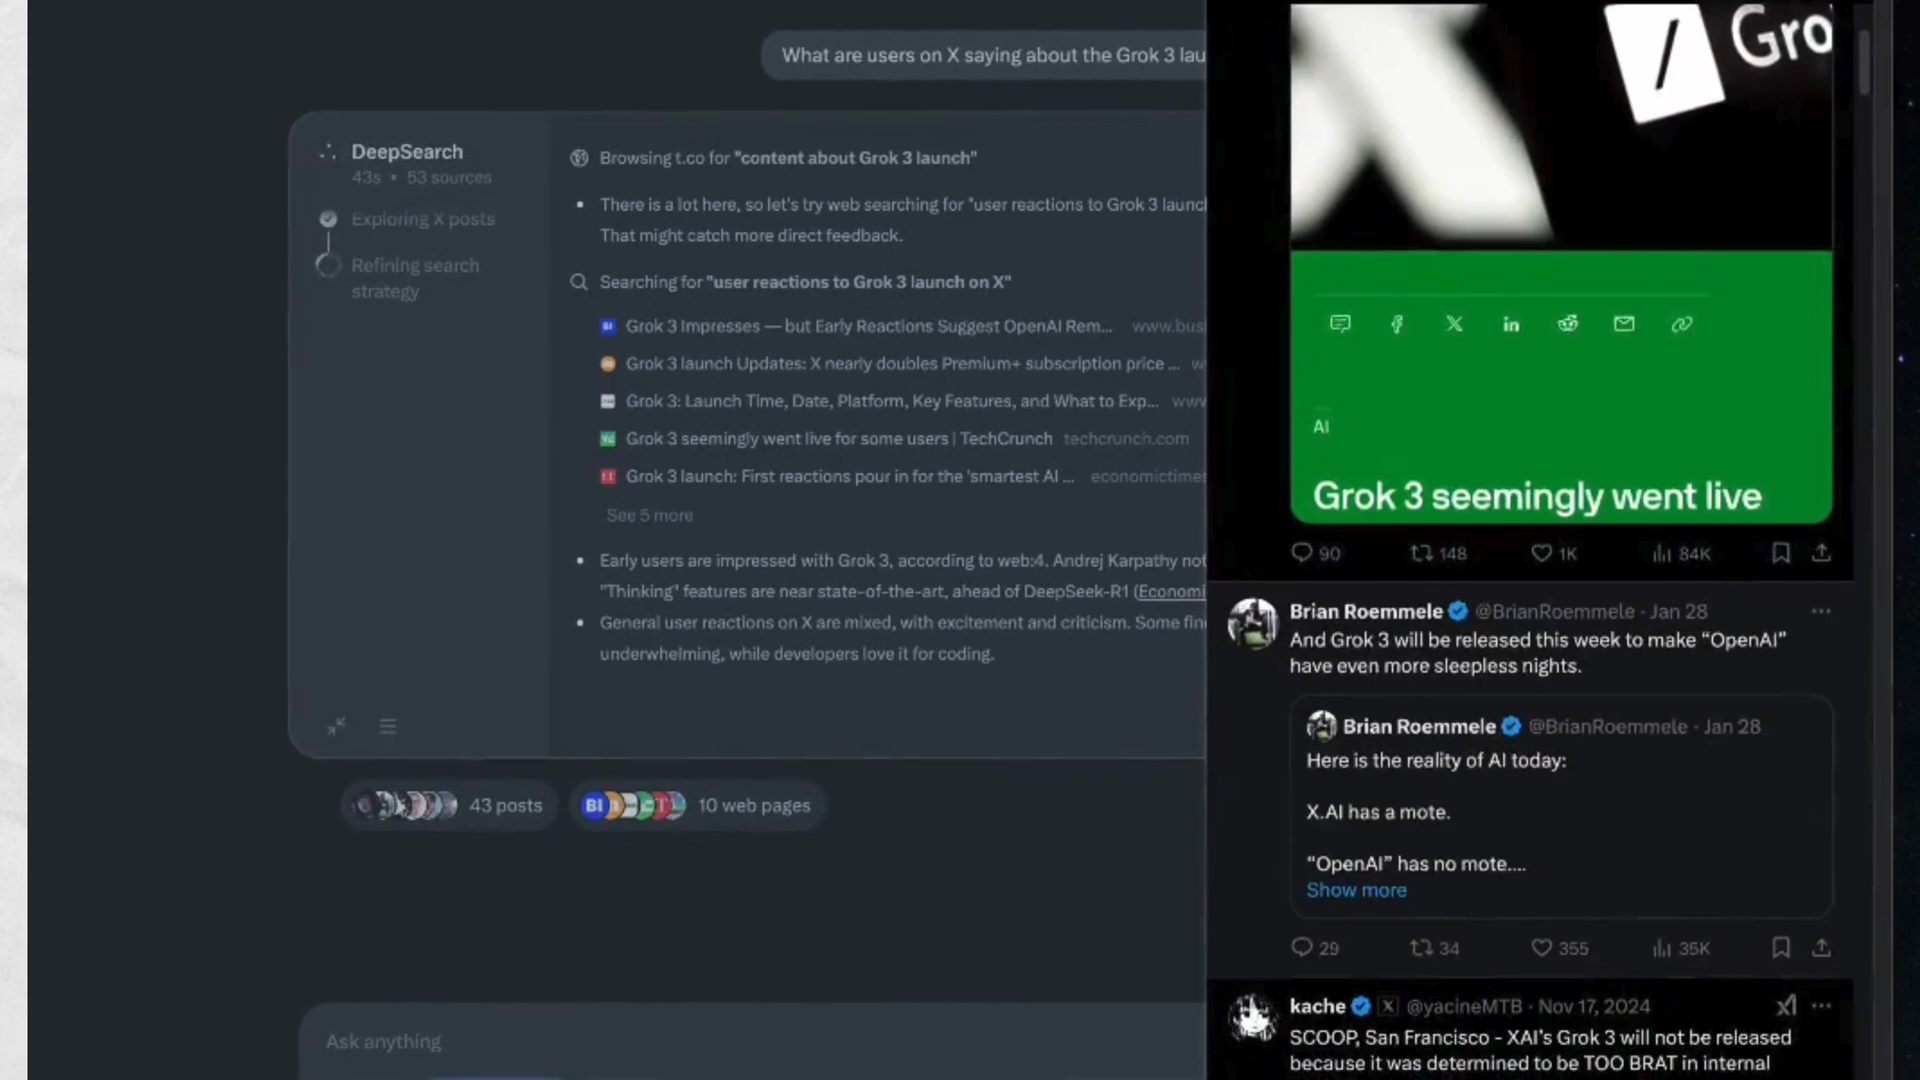 What are users on X saying about the Grok 3 lau
DeepSearch
43s • 53 sources
Exploring X posts
Refining search
strategy
Browsing t.co for "content about Grok 3 launch"
There is a lot here, so let's try web searching for "user reactions to Grok 3 launch
That might catch more direct feedback.
Searching for "user reactions to Grok 3 launch on X"
Grok 3 Impresses — but Early Reactions Suggest OpenAI Rem... www.busi
Grok 3 launch Updates: X nearly doubles Premium+ subscription price ... w
Grok 3: Launch Time, Date, Platform, Key Features, and What to Exp... www
Grok 3 seemingly went live for some users | TechCrunch techcrunch.com
Grok 3 launch: First reactions pour in for the 'smartest AI ... economictimes
See 5 more
Early users are impressed with Grok 3, according to web:4. Andrej Karpathy not
"Thinking" features are near state-of-the-art, ahead of DeepSeek-R1 (Economi
General user reactions on X are mixed, with excitement and criticism. Some find
underwhelming, while developers love it for coding.
43 posts
BI
10 web pages
Ask anything
Gro
AI
Grok 3 seemingly went live
90 148 1K 84K
Brian Roemmele @BrianRoemmele · Jan 28
And Grok 3 will be released this week to make “OpenAI”
have even more sleepless nights.
Brian Roemmele @BrianRoemmele · Jan 28
Here is the reality of AI today:
X.AI has a mote.
“OpenAI” has no mote....
Show more
29 34 355 35K
kache @yacineMTB · Nov 17, 2024
SCOOP, San Francisco - XAI's Grok 3 will not be released
because it was determined to be TOO BRAT in internal